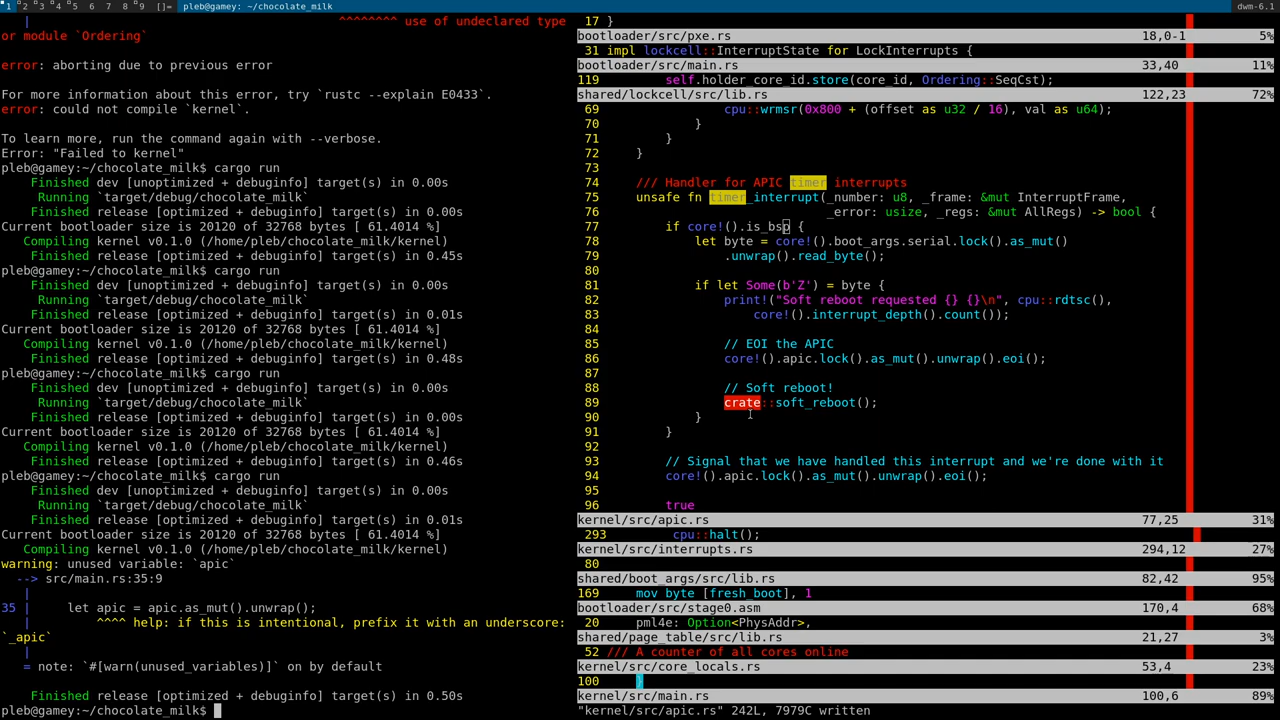 1 2 3 4 5 6 7 8 9 []= pleb@gamey: ~/chocolate_milk dwm-6.1
| ^^^^^^^^ use of undeclared type
or module `Ordering`
error: aborting due to previous error
For more information about this error, try `rustc --explain E0433`.
error: could not compile `kernel`.
To learn more, run the command again with --verbose.
Error: "Failed to kernel"
pleb@gamey:~/chocolate_milk$ cargo run
Finished dev [unoptimized + debuginfo] target(s) in 0.00s
Running `target/debug/chocolate_milk`
Finished release [optimized + debuginfo] target(s) in 0.00s
Current bootloader size is 20120 of 32768 bytes [ 61.4014 %]
Compiling kernel v0.1.0 (/home/pleb/chocolate_milk/kernel)
Finished release [optimized + debuginfo] target(s) in 0.45s
pleb@gamey:~/chocolate_milk$ cargo run
Finished dev [unoptimized + debuginfo] target(s) in 0.00s
Running `target/debug/chocolate_milk`
Finished release [optimized + debuginfo] target(s) in 0.01s
Current bootloader size is 20120 of 32768 bytes [ 61.4014 %]
Compiling kernel v0.1.0 (/home/pleb/chocolate_milk/kernel)
Finished release [optimized + debuginfo] target(s) in 0.48s
pleb@gamey:~/chocolate_milk$ cargo run
Finished dev [unoptimized + debuginfo] target(s) in 0.00s
Running `target/debug/chocolate_milk`
Finished release [optimized + debuginfo] target(s) in 0.00s
Current bootloader size is 20120 of 32768 bytes [ 61.4014 %]
Compiling kernel v0.1.0 (/home/pleb/chocolate_milk/kernel)
Finished release [optimized + debuginfo] target(s) in 0.46s
pleb@gamey:~/chocolate_milk$ cargo run
Finished dev [unoptimized + debuginfo] target(s) in 0.00s
Running `target/debug/chocolate_milk`
Finished release [optimized + debuginfo] target(s) in 0.01s
Current bootloader size is 20120 of 32768 bytes [ 61.4014 %]
Compiling kernel v0.1.0 (/home/pleb/chocolate_milk/kernel)
warning: unused variable: `apic`
--> src/main.rs:35:9
|
35 | let apic = apic.as_mut().unwrap();
| ^^^^ help: if this is intentional, prefix it with an underscore:
`_apic`
|
= note: `#[warn(unused_variables)]` on by default
Finished release [optimized + debuginfo] target(s) in 0.50s
pleb@gamey:~/chocolate_milk$
17 }
bootloader/src/pxe.rs 18,0-1 5%
31 impl lockcell::InterruptState for LockInterrupts {
bootloader/src/main.rs 33,40 11%
119 self.holder_core_id.store(core_id, Ordering::SeqCst);
shared/lockcell/src/lib.rs 122,23 72%
69 cpu::wrmsr(0x800 + (offset as u32 / 16), val as u64);
70 }
71 }
72 }
73
74 /// Handler for APIC timer interrupts
75 unsafe fn timer_interrupt(_number: u8, _frame: &mut InterruptFrame,
76 _error: usize, _regs: &mut AllRegs) -> bool {
77 if core!().is_bsp {
78 let byte = core!().boot_args.serial.lock().as_mut()
79 .unwrap().read_byte();
80
81 if let Some(b'Z') = byte {
82 print!("Soft reboot requested {} {}\n", cpu::rdtsc(),
83 core!().interrupt_depth().count());
84
85 // EOI the APIC
86 core!().apic.lock().as_mut().unwrap().eoi();
87
88 // Soft reboot!
89 crate::soft_reboot();
90 }
91 }
92
93 // Signal that we have handled this interrupt and we're done with it
94 core!().apic.lock().as_mut().unwrap().eoi();
95
96 true
kernel/src/apic.rs 77,25 31%
293 cpu::halt();
kernel/src/interrupts.rs 294,12 27%
80
shared/boot_args/src/lib.rs 82,42 95%
169 mov byte [fresh_boot], 1
bootloader/src/stage0.asm 170,4 68%
20 pml4e: Option<PhysAddr>,
shared/page_table/src/lib.rs 21,27 3%
52 /// A counter of all cores online
kernel/src/core_locals.rs 53,4 23%
100 }
kernel/src/main.rs 100,6 89%
"kernel/src/apic.rs" 242L, 7979C written